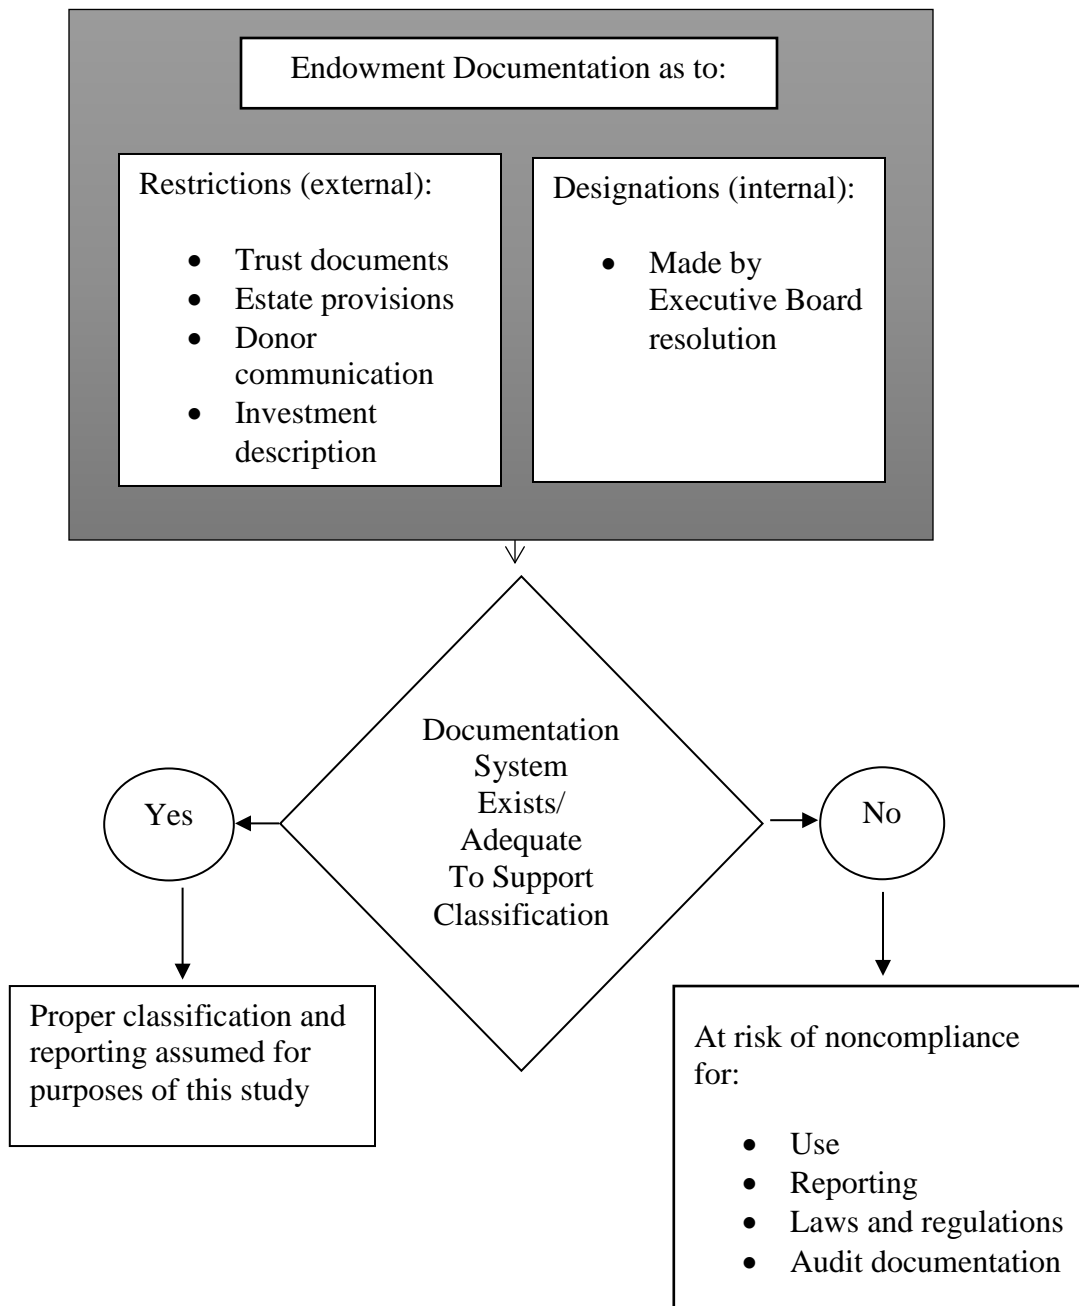 Endowment Documentation as to:
Restrictions (external):
• Trust documents
• Estate provisions
• Donor
communication
• Investment
description
Designations (internal):
• Made by
Executive Board
resolution
Documentation
System
Exists/
Adequate
To Support
Classification
Yes
No
Proper classification and
reporting assumed for
purposes of this study
At risk of noncompliance
for:
• Use
• Reporting
• Laws and regulations
• Audit documentation